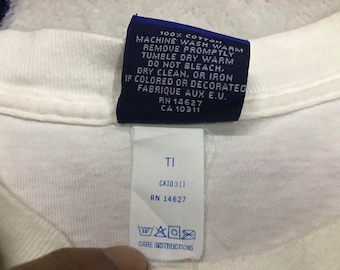 100% COTTON
MACHINE WASH WARM
REMOVE PROMPTLY
TUMBLE DRY WARM
DO NOT BLEACH,
DRY CLEAN, OR IRON
IF COLORED OR DECORATED
FABRIQUE AUX E.U.
RN 14627
CA 10311
TI
CA10311
RN 14627
CARE INSTRUCTIONS